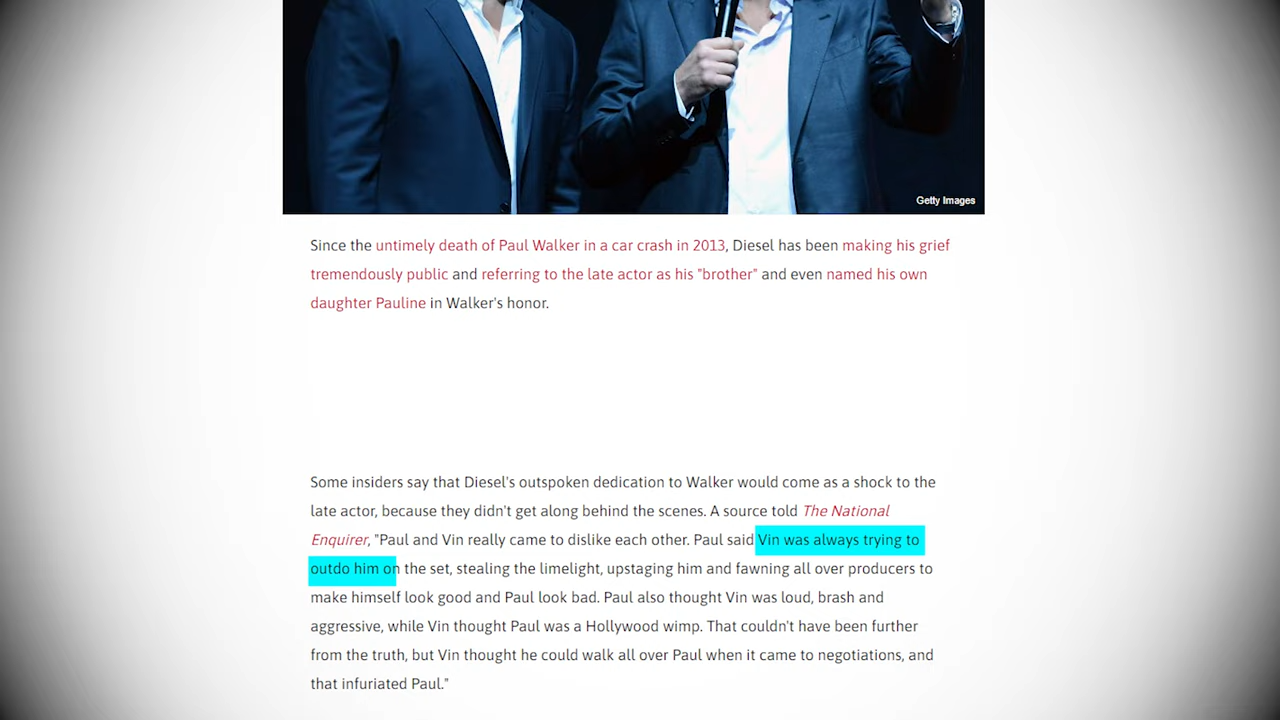 Getty Images
Since the untimely death of Paul Walker in a car crash in 2013, Diesel has been making his grief
tremendously public and referring to the late actor as his "brother" and even named his own
daughter Pauline in Walker's honor.
Some insiders say that Diesel's outspoken dedication to Walker would come as a shock to the
late actor, because they didn't get along behind the scenes. A source told The National
Enquirer, "Paul and Vin really came to dislike each other. Paul said Vin was always trying to
outdo him on the set, stealing the limelight, upstaging him and fawning all over producers to
make himself look good and Paul look bad. Paul also thought Vin was loud, brash and
aggressive, while Vin thought Paul was a Hollywood wimp. That couldn't have been further
from the truth, but Vin thought he could walk all over Paul when it came to negotiations, and
that infuriated Paul."